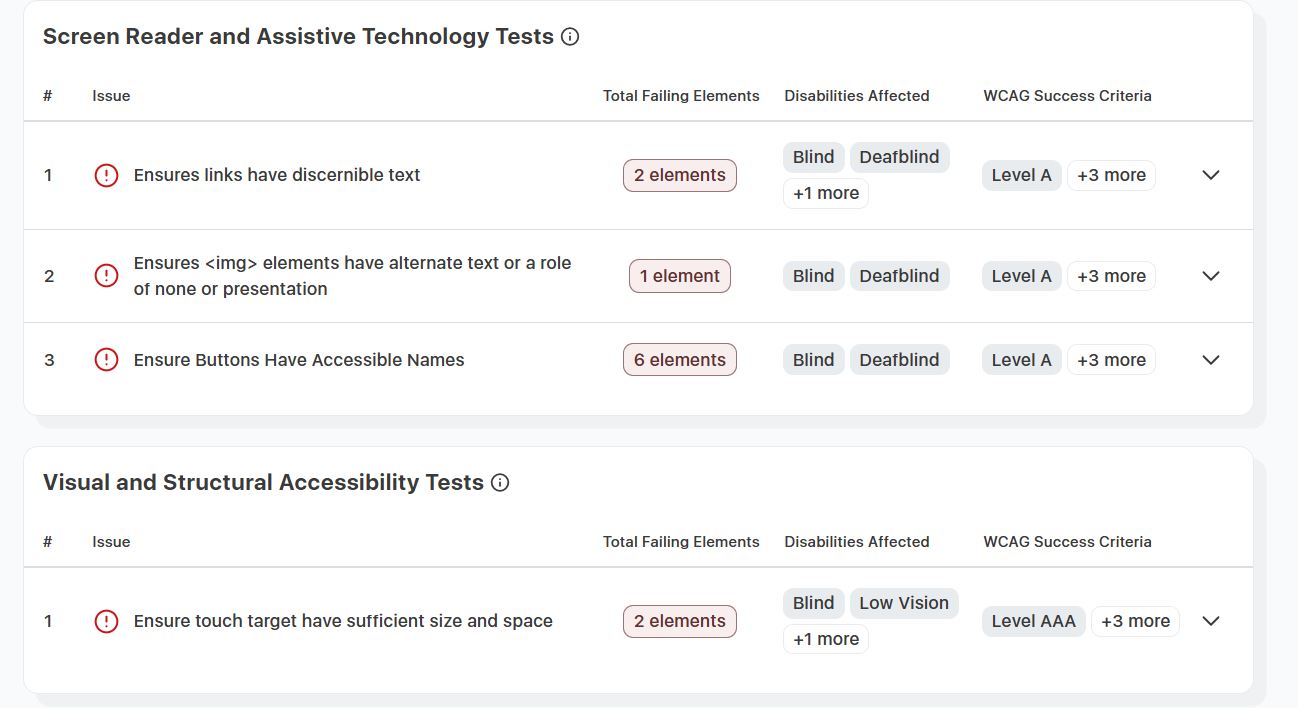 Screen Reader and Assistive Technology Tests
# Issue Total Failing Elements Disabilities Affected WCAG Success Criteria
1 Ensures links have discernible text 2 elements Blind Deafblind +1 more Level A +3 more
2 Ensures <img> elements have alternate text or a role
of none or presentation 1 element Blind Deafblind Level A +3 more
3 Ensure Buttons Have Accessible Names 6 elements Blind Deafblind Level A +3 more
Visual and Structural Accessibility Tests
# Issue Total Failing Elements Disabilities Affected WCAG Success Criteria
1 Ensure touch target have sufficient size and space 2 elements Blind Low Vision +1 more Level AAA +3 more